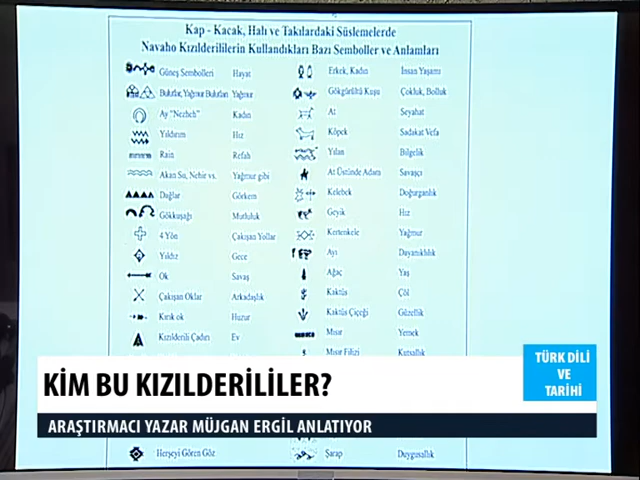 Kap - Kacak, Halı ve Takılardaki Süslemelerde
Navaho Kızılderililerin Kullandıkları Bazı Semboller ve Anlamları
Güneş Sembolleri Hayat
Bulutlar, Yağmur Bulutları Yağmur
Ay "Nezheh" Kadın
Yıldırım Hız
Rain Refah
Akan Su, Nehir vs. Yağmur gibi
Dağlar Görkem
Gökkuşağı Mutluluk
4 Yön Çakışan Yollar
Yıldız Gece
Ok Savaş
Çakışan Oklar Arkadaşlık
Kırık ok Huzur
Kızılderili Çadırı Ev
Herşeyi Gören Göz
Erkek, Kadın İnsan Yaşamı
Gökgürültü Kuşu Çokluk, Bolluk
At Seyahat
Köpek Sadakat Vefa
Yılan Bilgelik
At Üstünde Adam Savaşçı
Kelebek Doğurganlık
Geyik Hız
Kertenkele Yağmur
Ayı Dayanıklılık
Ağaç Yaş
Kaktüs Çöl
Kaktüs Çiçeği Güzellik
Mısır Yemek
Mısır Filizi Kutsallık
Şarap Duygusallık
KİM BU KIZILDERİLİLER?
ARAŞTIRMACI YAZAR MÜJGAN ERGİL ANLATIYOR
TÜRK DİLİ
VE
TARİHİ